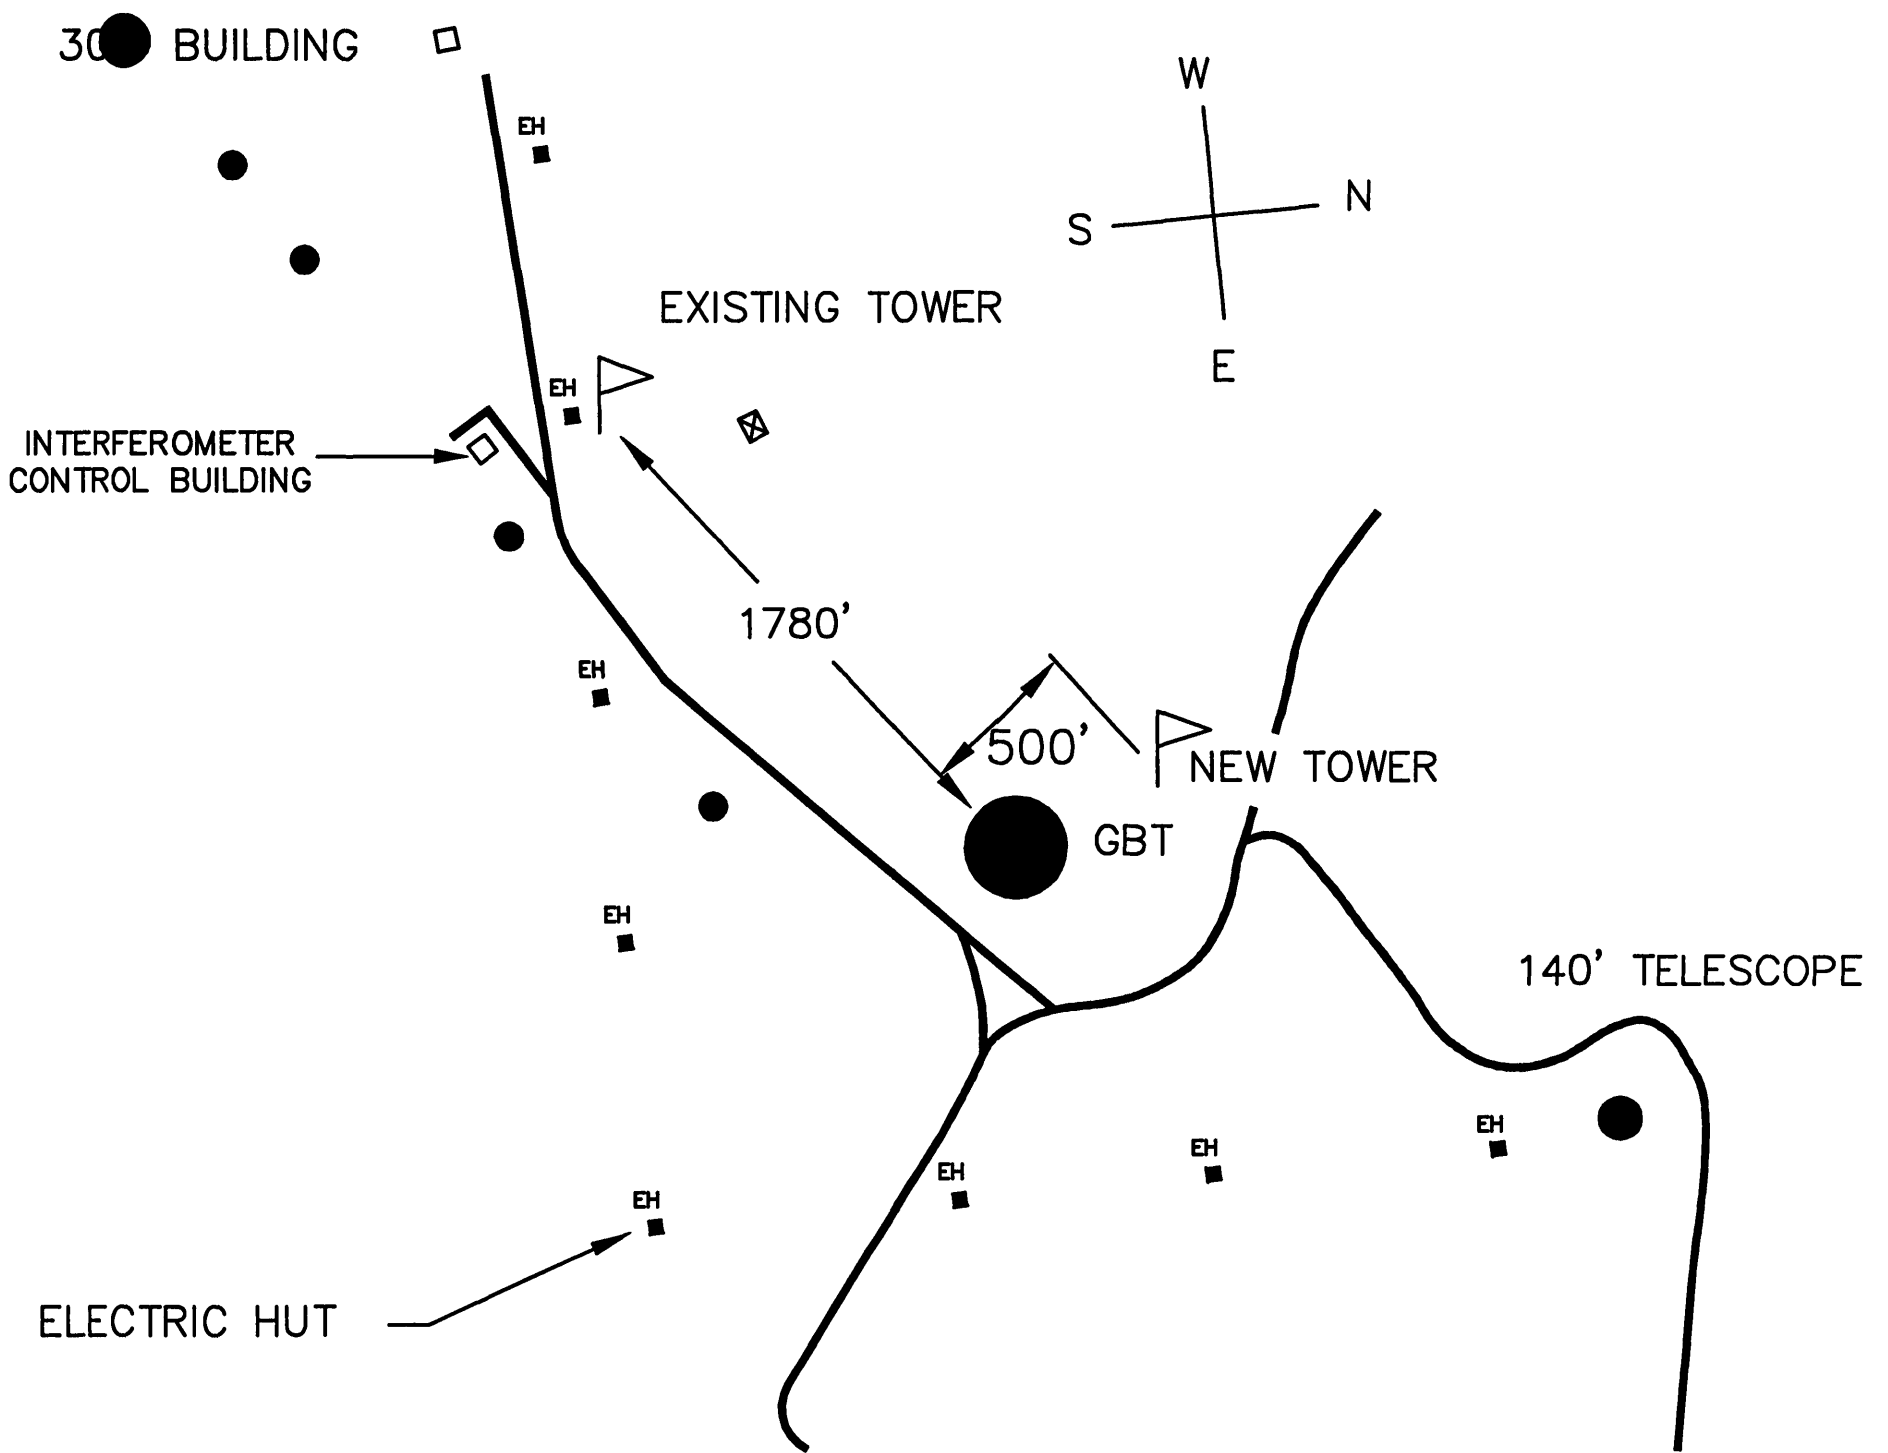 BUILDING
W
EH
N
S
EXISTING TOWER
E
EH
INTERFEROMETER
CONTROL BUILDING
1780'
EH
500'
NEW TOWER
GBT
EH
140' TELESCOPE
EH
EH
EH
EH
ELECTRIC HUT